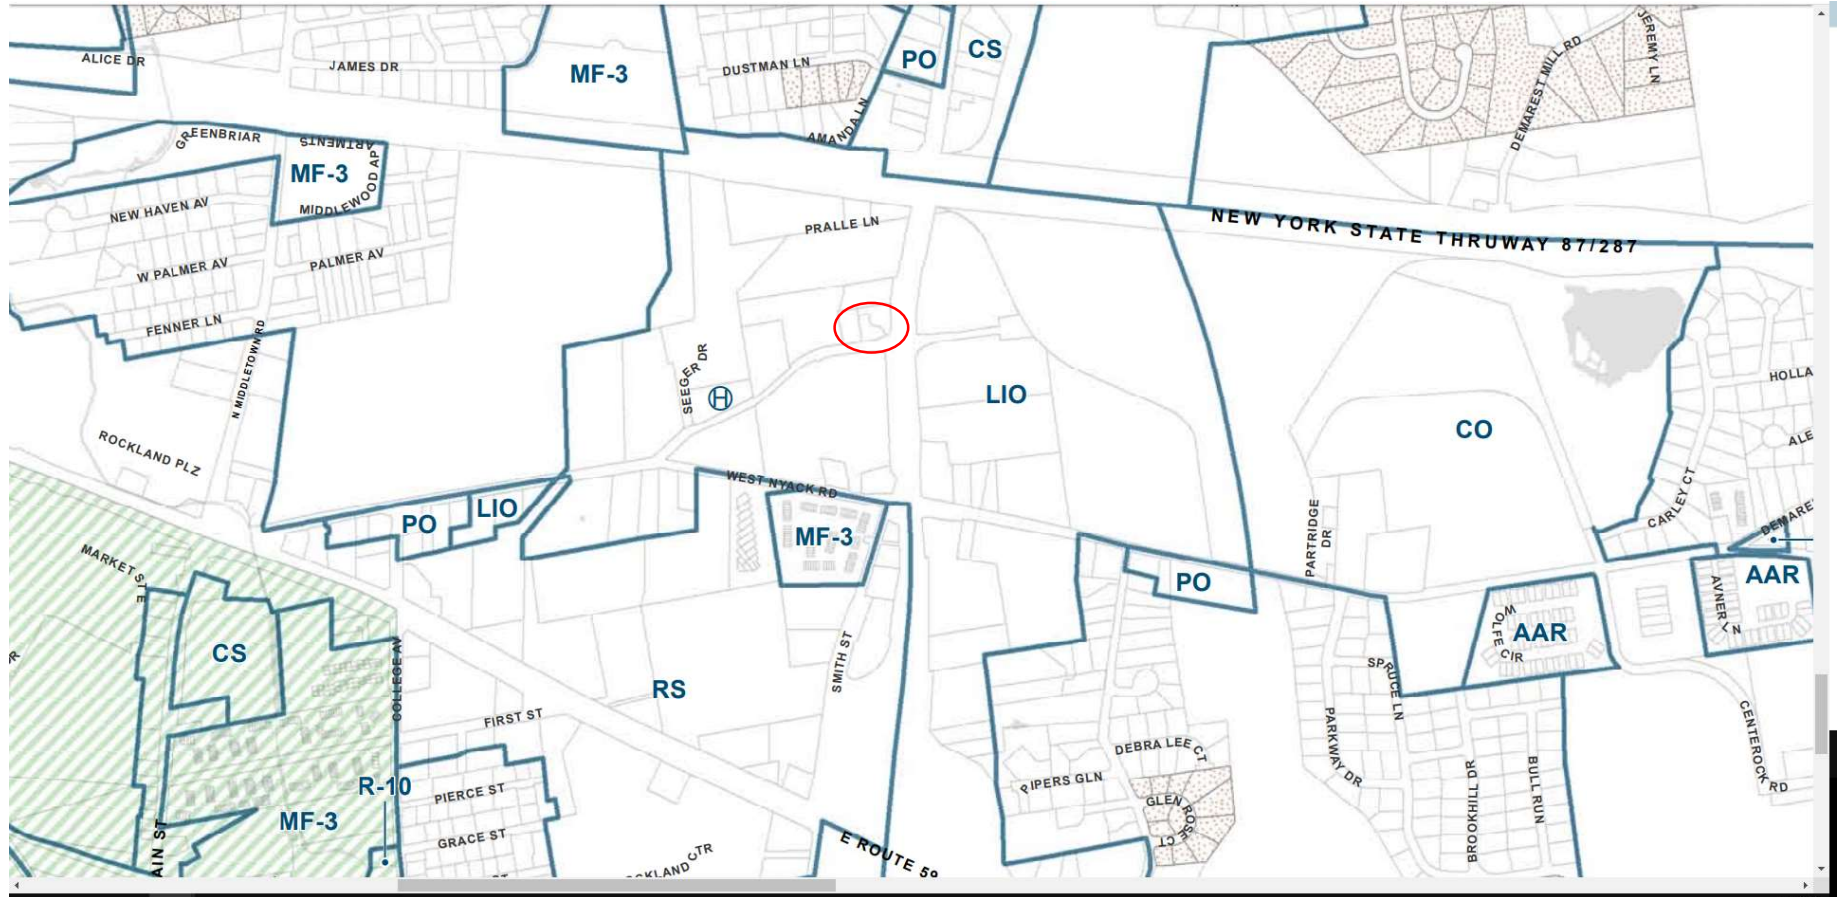 ALICE DR
JAMES DR
MF-3
DUSTMAN LN
PO
CS
DEMAREST MILL RD
JEREMY LN
AMANDA LN
GREENBRIAR
MIDDLEWOOD APARTMENTS
MF-3
NEW HAVEN AV
W PALMER AV
PALMER AV
FENNER LN
N MIDDLETOWN RD
PRALLE LN
NEW YORK STATE THRUWAY 87/287
SEEGER DR
H
LIO
CO
HOLLA
ALE
ROCKLAND PLZ
WEST NYACK RD
PO
LIO
MF-3
PARTRIDGE
DR
CARLEY CT
DEMARE
PO
AAR
AVNER LN
WOLFE CIR
AAR
MARKET ST
E
CS
COLLEGE AV
RS
SMITH ST
SPRUCE LN
FIRST ST
DEBRA LEE CT
PIPERS GLN
GLEN ROSE CT
PARKWAY DR
BROOKHILL DR
BULL RUN
CENTEROCK RD
R-10
MF-3
PIERCE ST
GRACE ST
AIN ST
CKLAND CTR
E ROUTE 59